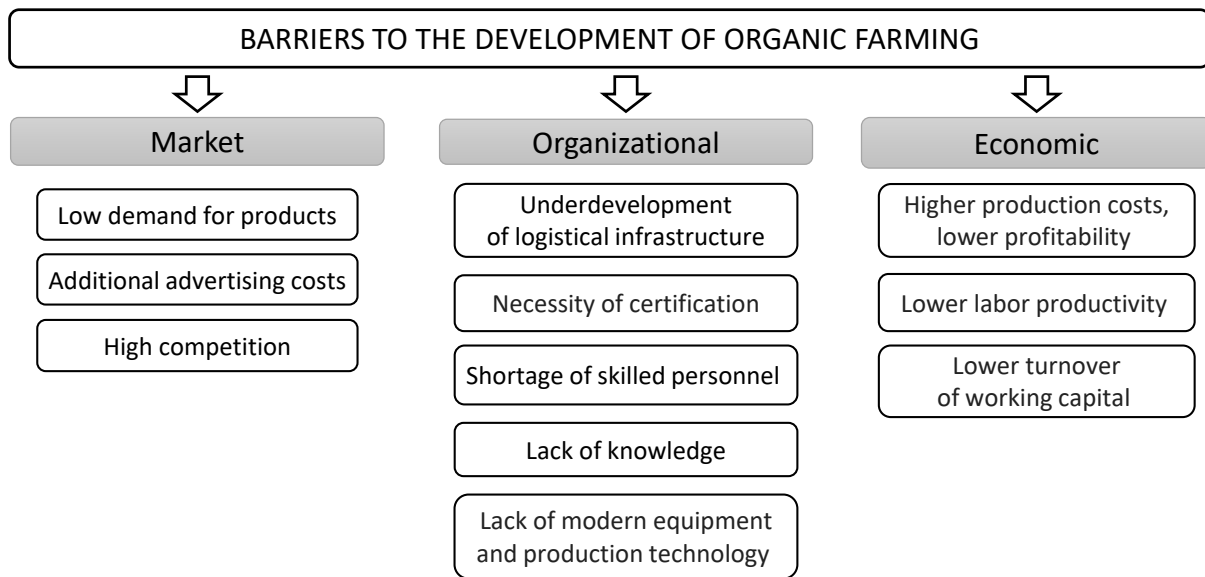 BARRIERS TO THE DEVELOPMENT OF ORGANIC FARMING
Market
Low demand for products
Additional advertising costs
High competition
Organizational
Underdevelopment
of logistical infrastructure
Necessity of certification
Shortage of skilled personnel
Lack of knowledge
Lack of modern equipment
and production technology
Economic
Higher production costs,
lower profitability
Lower labor productivity
Lower turnover
of working capital